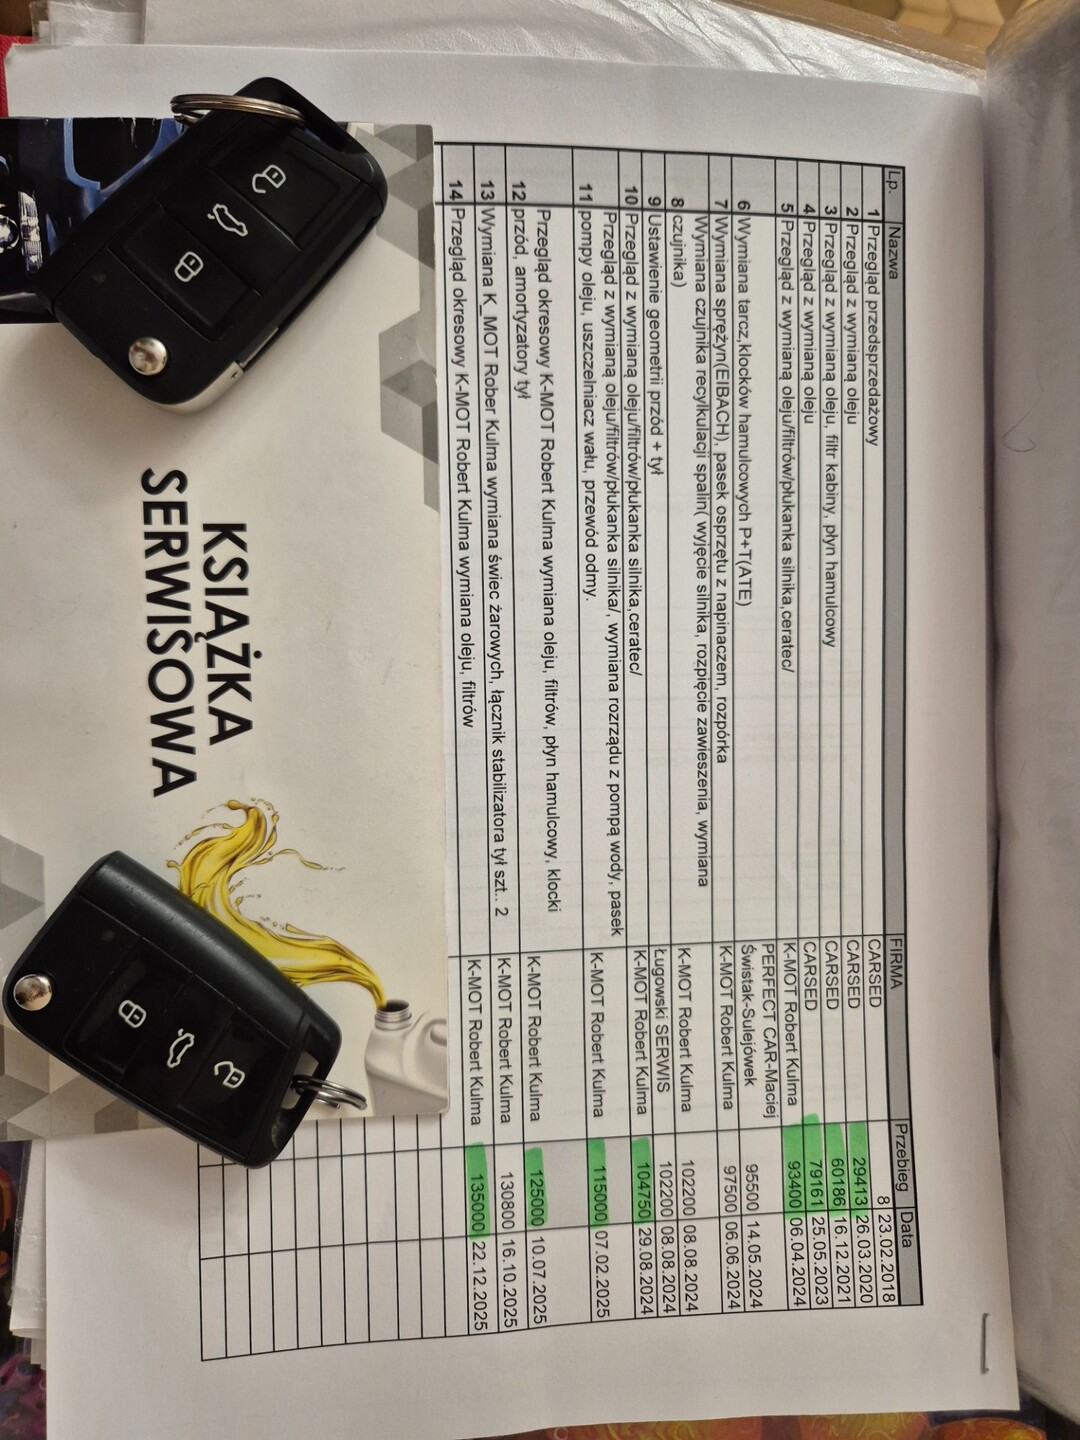 Lp. Nazwa FIRMA Przebieg Data
1 Przegląd przedsprzedażowy CARSED 8 23.02.2018
2 Przegląd z wymianą oleju CARSED 29413 26.03.2020
3 Przegląd z wymianą oleju, filtr kabiny, płyn hamulcowy CARSED 60186 16.12.2021
4 Przegląd z wymianą oleju CARSED 79161 25.05.2023
5 Przegląd z wymianą oleju/filtrów/płukanka silnika,ceratec/ K-MOT Robert Kulma 93400 06.04.2024
PERFECT CAR-Maciej
6 Wymiana tarcz,klocków hamulcowych P+T(ATE) Świstak-Sulejówek 95500 14.05.2024
7 Wymiana sprężyn(EIBACH), pasek osprzętu z napinaczem, rozpórka K-MOT Robert Kulma 97500 06.06.2024
Wymiana czujnika recylkulacji spalin( wyjęcie silnika, rozpięcie zawieszenia, wymiana
8 czujnika) K-MOT Robert Kulma 102200 08.08.2024
9 Ustawienie geometrii przód + tył Ługowski SERWIS 102200 08.08.2024
10 Przegląd z wymianą oleju/filtrów/płukanka silnika,ceratec/ K-MOT Robert Kulma 104750 29.08.2024
Przegląd z wymianą oleju/filtrów/płukanka silnika/, wymiana rozrządu z pompą wody, pasek
11 pompy oleju, uszczelniacz wału, przewód odmy. K-MOT Robert Kulma 115000 07.02.2025
Przegląd okresowy K-MOT Robert Kulma wymiana oleju, filtrów, płyn hamulcowy, klocki
12 przód, amortyzatory tył K-MOT Robert Kulma 125000 10.07.2025
13 Wymiana K_MOT Rober Kulma wymiana świec żarowych, łącznik stabilizatora tył szt.. 2 K-MOT Robert Kulma 130800 16.10.2025
14 Przegląd okresowy K-MOT Robert Kulma wymiana oleju, filtrów K-MOT Robert Kulma 135000 22.12.2025
KSIĄŻKA
SERWISOWA